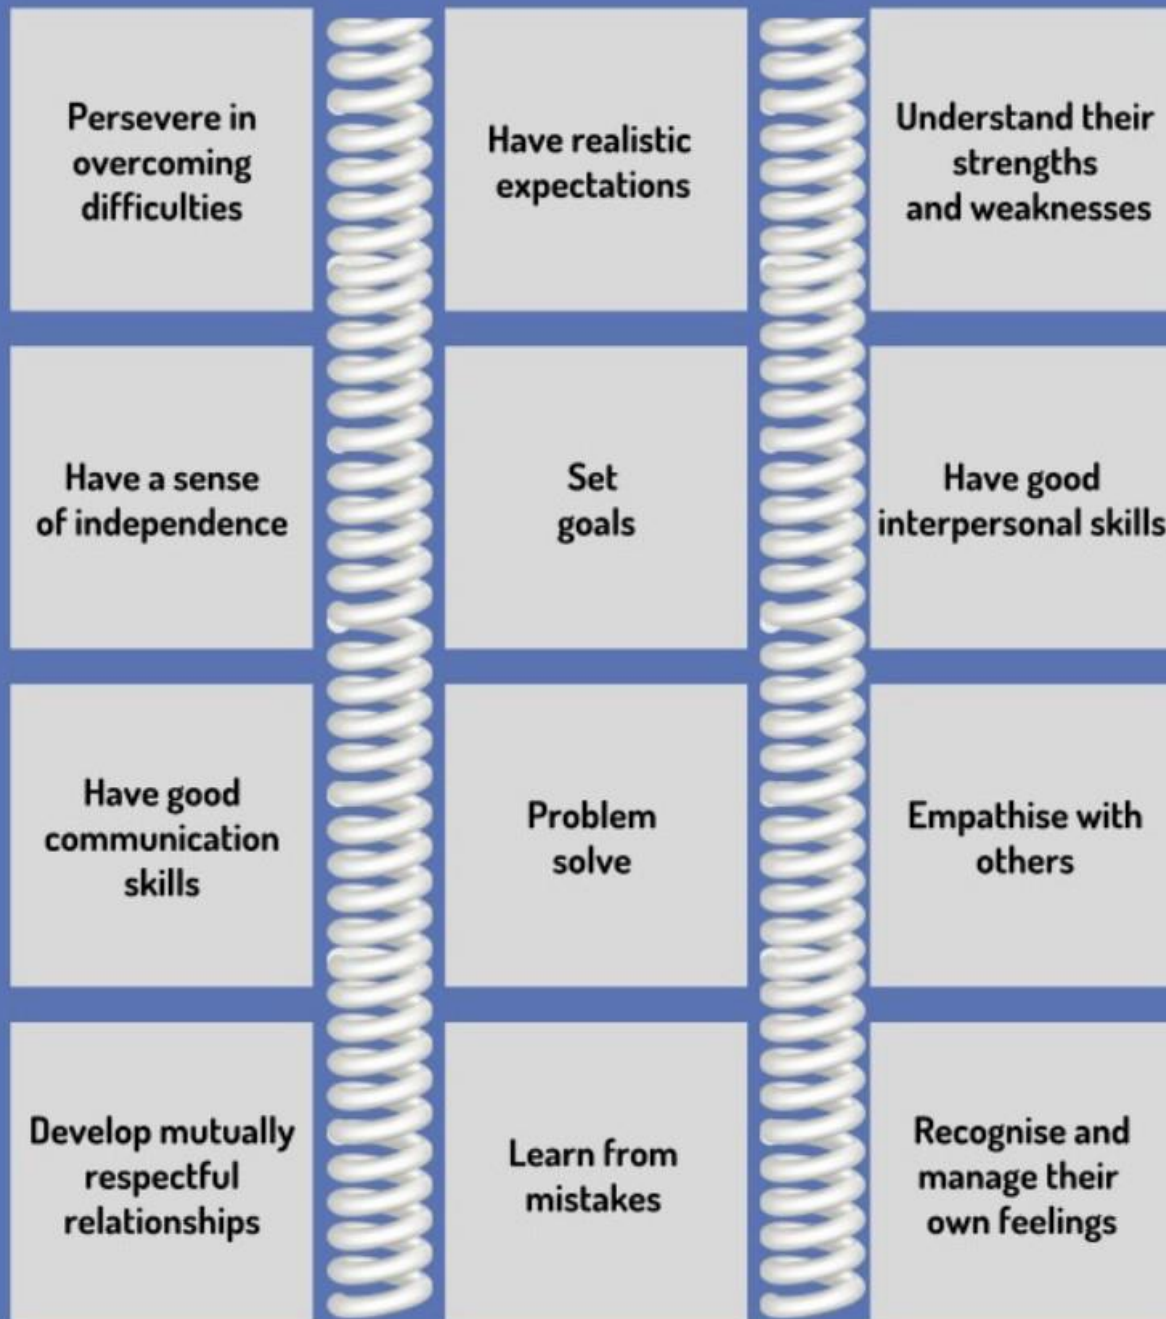 Persevere in
overcoming
difficulties
Have realistic
expectations
Understand their
strengths
and weaknesses
Have a sense
of independence
Set
goals
Have good
interpersonal skills
Have good
communication
skills
Problem
solve
Empathise with
others
Develop mutually
respectful
relationships
Learn from
mistakes
Recognise and
manage their
own feelings